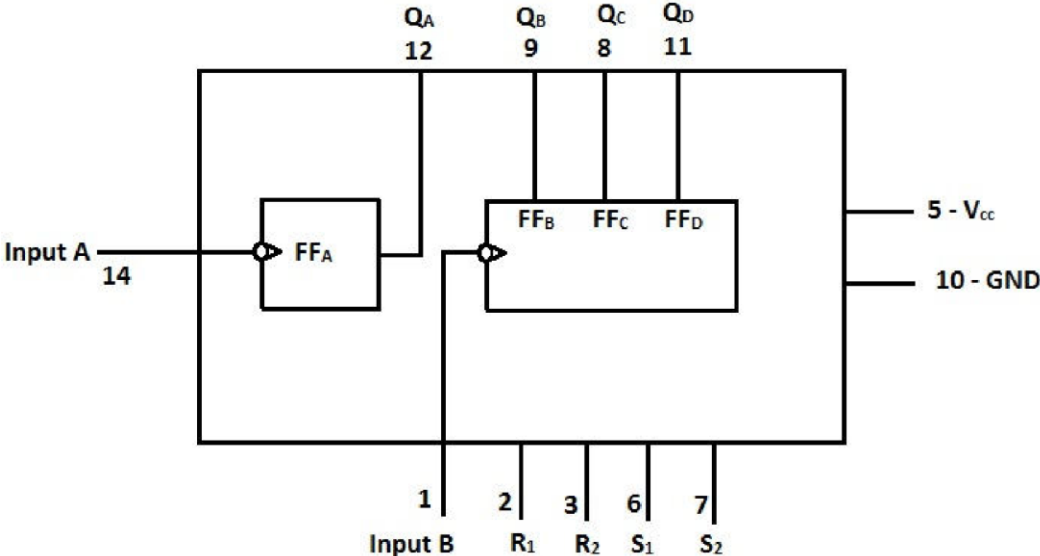 QA QB QC QD
12 9 8 11
FFB FFC FFD
5 - Vcc
Input A FFA
14
10 - GND
1 2 3 6 7
Input B R1 R2 S1 S2